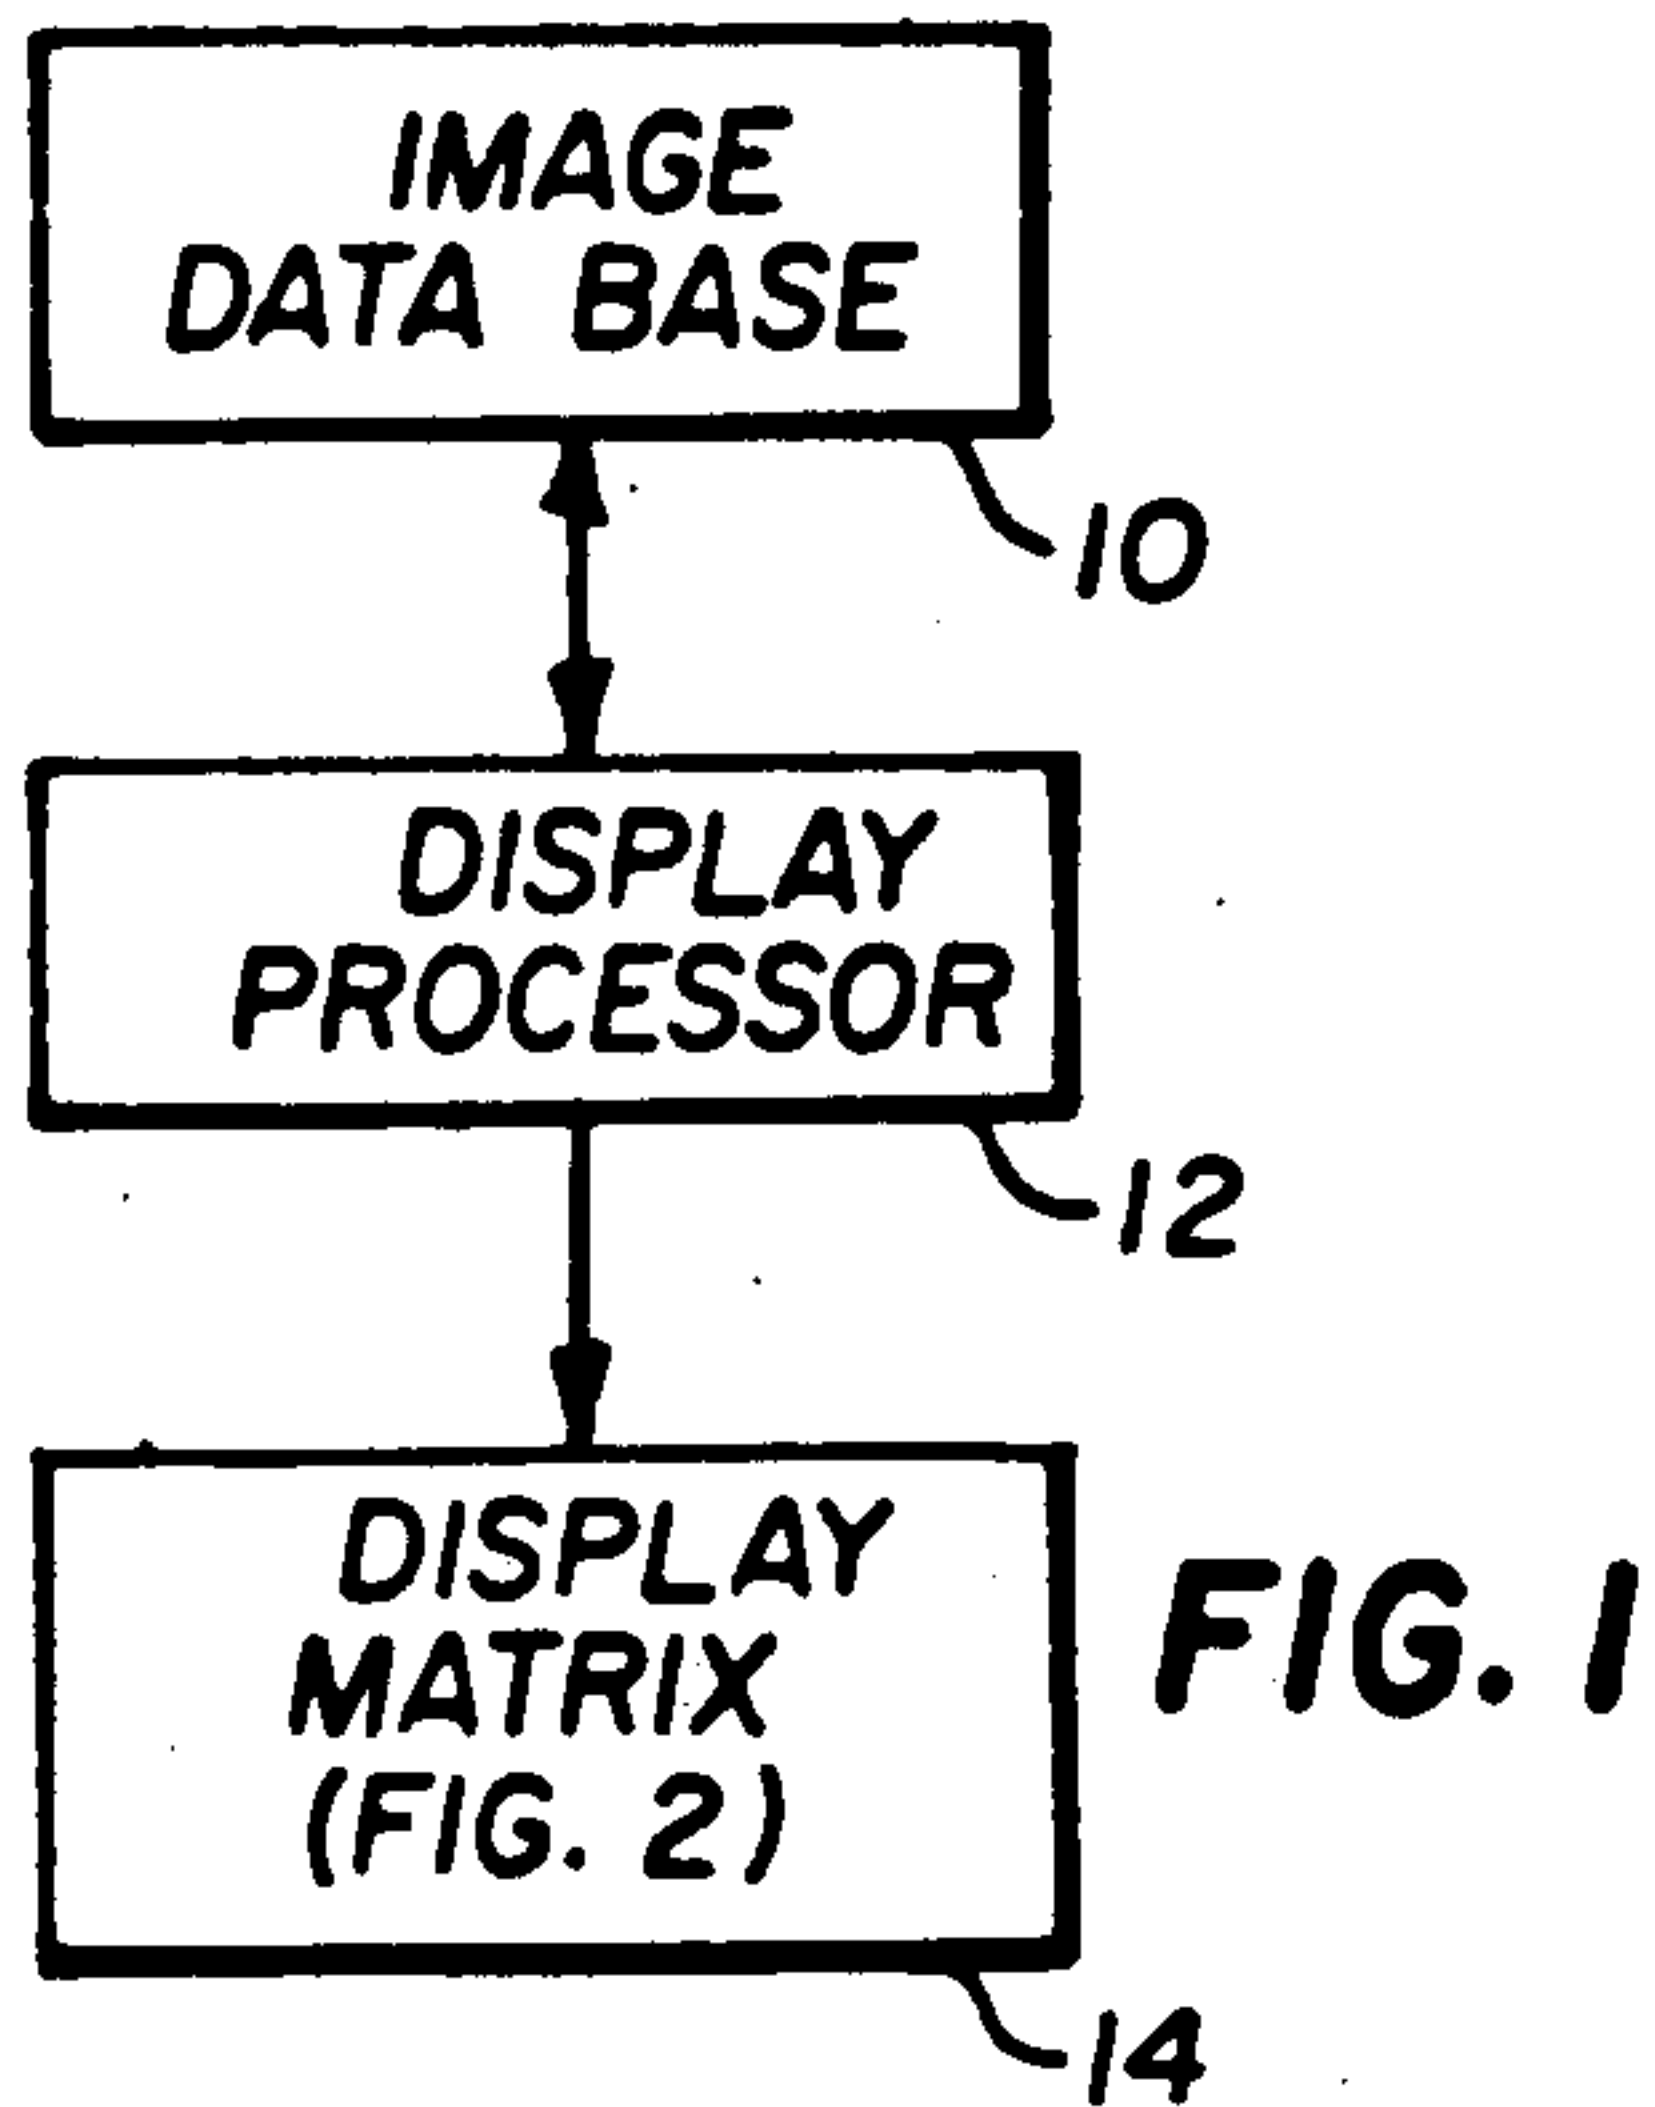 IMAGE
DATA BASE
10
DISPLAY
PROCESSOR
12
DISPLAY
MATRIX
(FIG. 2)
FIG. 1
14